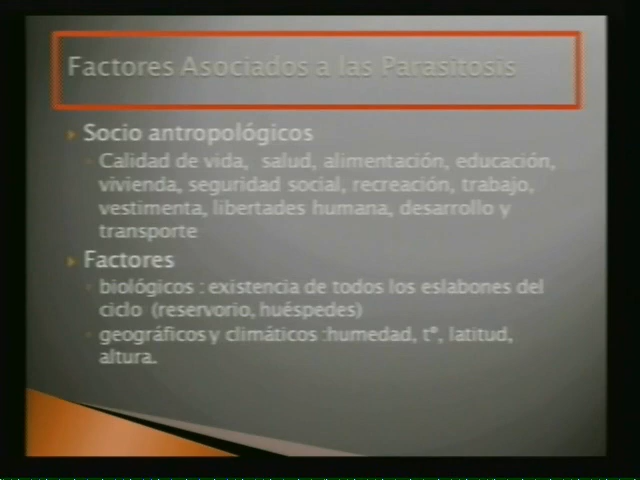 Factores Asociados a las Parasitosis
Socio antropológicos
Calidad de vida, salud, alimentación, educación,
vivienda, seguridad social, recreación, trabajo,
vestimenta, libertades humana, desarrollo y
transporte
Factores
biológicos : existencia de todos los eslabones del
ciclo (reservorio, huéspedes)
geográficos y climáticos :humedad, tº, latitud,
altura.